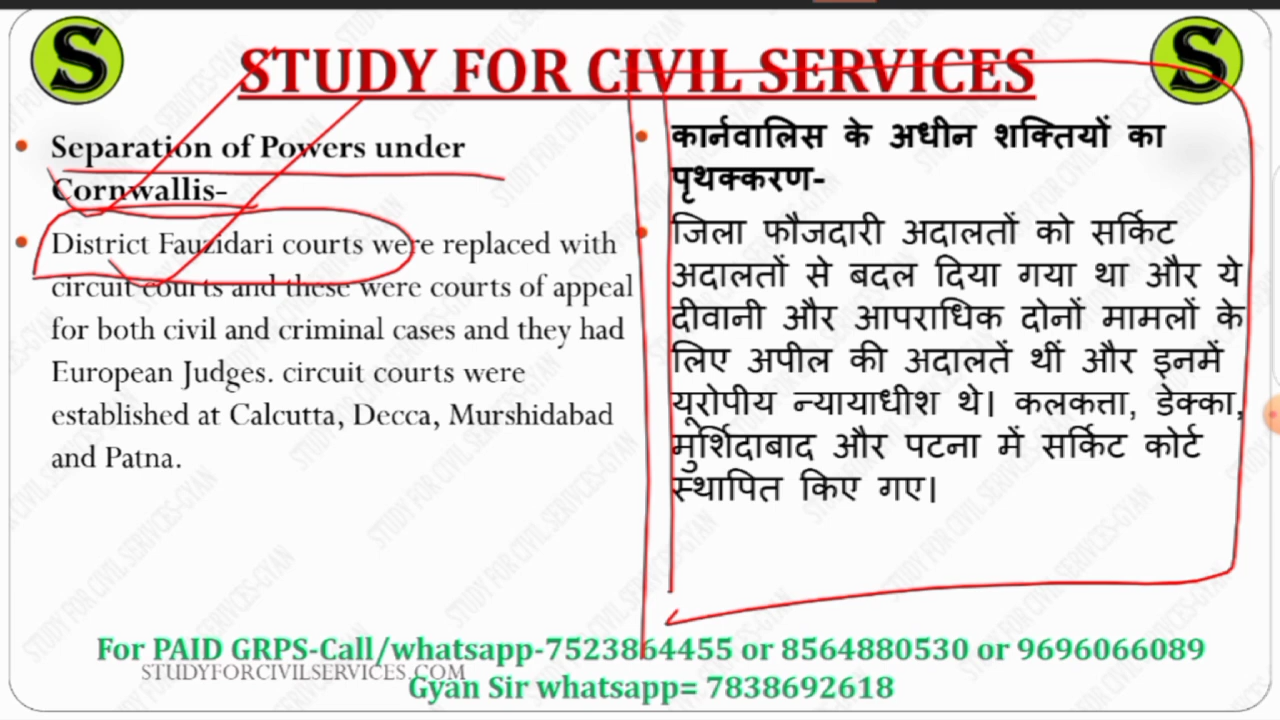 S
STUDY FOR CIVIL SERVICES
S
• Separation of Powers under
Cornwallis-
• District Fauzidari courts were replaced with
circuit courts and these were courts of appeal
for both civil and criminal cases and they had
European Judges. circuit courts were
established at Calcutta, Decca, Murshidabad
and Patna.
• कार्नवालिस के अधीन शक्तियों का
पृथक्करण-
• जिला फौजदारी अदालतों को सर्किट
अदालतों से बदल दिया गया था और ये
दीवानी और आपराधिक दोनों मामलों के
लिए अपील की अदालतें थीं और इनमें
यूरोपीय न्यायाधीश थे। कलकत्ता, डेक्का,
मुर्शिदाबाद और पटना में सर्किट कोर्ट
स्थापित किए गए।
For PAID GRPS-Call/whatsapp-7523864455 or 8564880530 or 9696066089
STUDYFORCIVILSERVICES.COM
Gyan Sir whatsapp= 7838692618